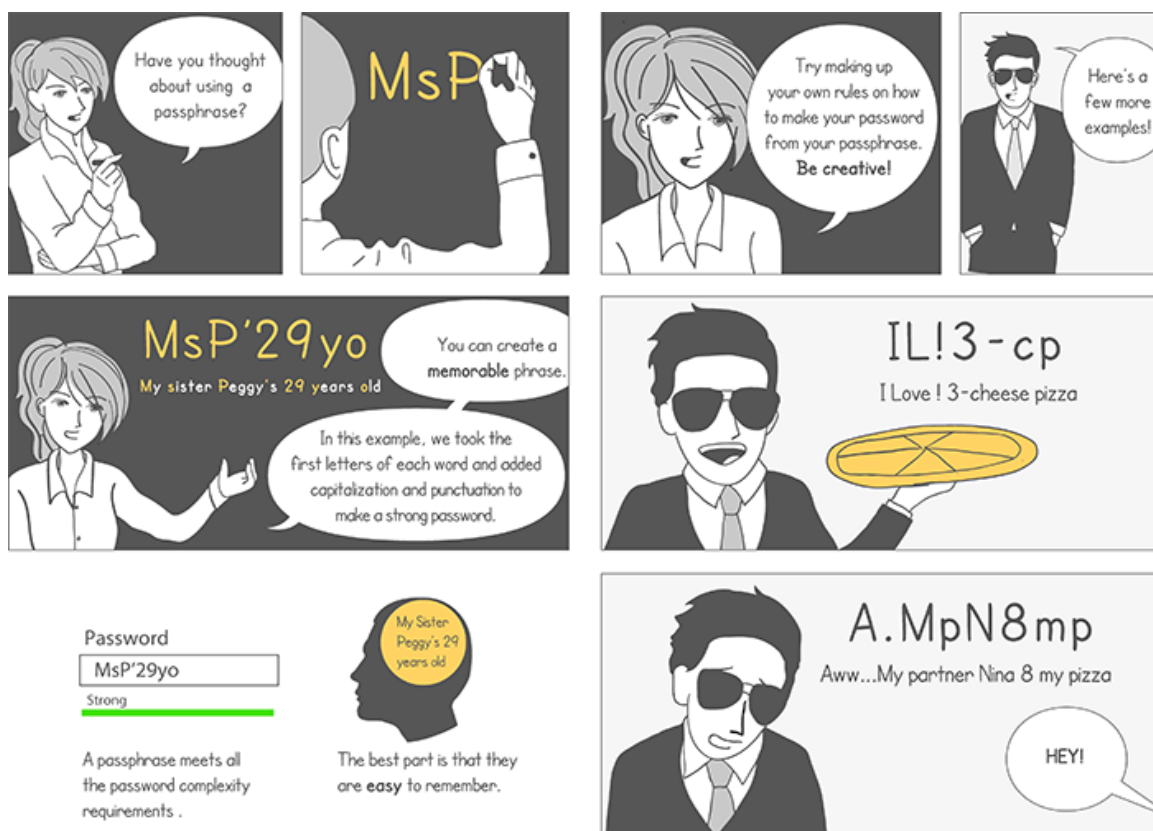 Have you thought
about using a
passphrase?
MsP
Try making up
your own rules on how
to make your password
from your passphrase.
Be creative!
Here's a
few more
examples!
MsP'29yo
My sister Peggy's 29 years old
You can create a
memorable phrase.
In this example, we took the
first letters of each word and added
capitalization and punctuation to
make a strong password.
IL!3-cp
I Love ! 3-cheese pizza
Password
MsP'29yo
Strong
A passphrase meets all
the password complexity
requirements .
My Sister
Peggy's 29
years old
The best part is that they
are easy to remember.
A.MpN8mp
Aww...My partner Nina 8 my pizza
HEY!